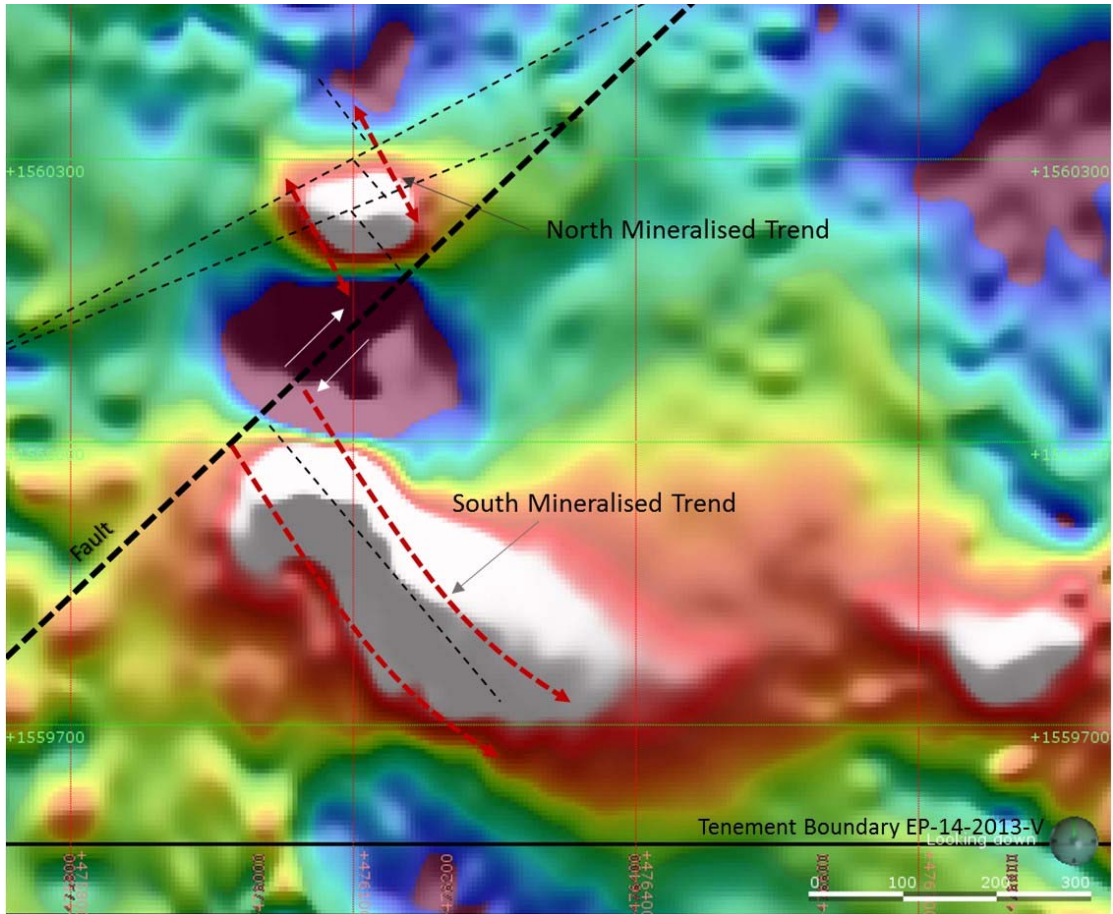 +1560300
+1560300
North Mineralised Trend
South Mineralised Trend
Fault
+1559700
+1559700
Tenement Boundary EP-14-2013-V
Looking down
0 100 200 300